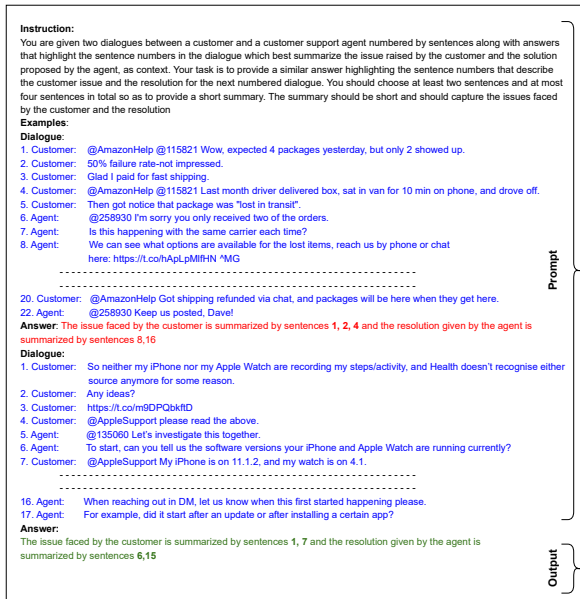 Instruction:
You are given two dialogues between a customer and a customer support agent numbered by sentences along with answers
that highlight the sentence numbers in the dialogue which best summarize the issue raised by the customer and the solution
proposed by the agent, as context. Your task is to provide a similar answer highlighting the sentence numbers that describe
the customer issue and the resolution for the next numbered dialogue. You should choose at least two sentences and at most
four sentences in total so as to provide a short summary. The summary should be short and should capture the issues faced
by the customer and the resolution
Examples:
Dialogue:
1. Customer: @AmazonHelp @115821 Wow, expected 4 packages yesterday, but only 2 showed up.
2. Customer: 50% failure rate-not impressed.
3. Customer: Glad I paid for fast shipping.
4. Customer: @AmazonHelp @115821 Last month driver delivered box, sat in van for 10 min on phone, and drove off.
5. Customer: Then got notice that package was "lost in transit".
6. Agent: @258930 I'm sorry you only received two of the orders.
7. Agent: Is this happening with the same carrier each time?
8. Agent: We can see what options are available for the lost items, reach us by phone or chat
here: https://t.co/hApLpMlfHN ^MG
20. Customer: @AmazonHelp Got shipping refunded via chat, and packages will be here when they get here.
22. Agent: @258930 Keep us posted, Dave!
Answer: The issue faced by the customer is summarized by sentences 1, 2, 4 and the resolution given by the agent is
summarized by sentences 8,16
Dialogue:
1. Customer: So neither my iPhone nor my Apple Watch are recording my steps/activity, and Health doesn't recognise either
source anymore for some reason.
2. Customer: Any ideas?
3. Customer: https://t.co/m9DPQbkftD
4. Customer: @AppleSupport please read the above.
5. Agent: @135060 Let's investigate this together.
6. Agent: To start, can you tell us the software versions your iPhone and Apple Watch are running currently?
7. Customer: @AppleSupport My iPhone is on 11.1.2, and my watch is on 4.1.
16. Agent: When reaching out in DM, let us know when this first started happening please.
17. Agent: For example, did it start after an update or after installing a certain app?
Answer:
The issue faced by the customer is summarized by sentences 1, 7 and the resolution given by the agent is
summarized by sentences 6,15
Prompt
Output